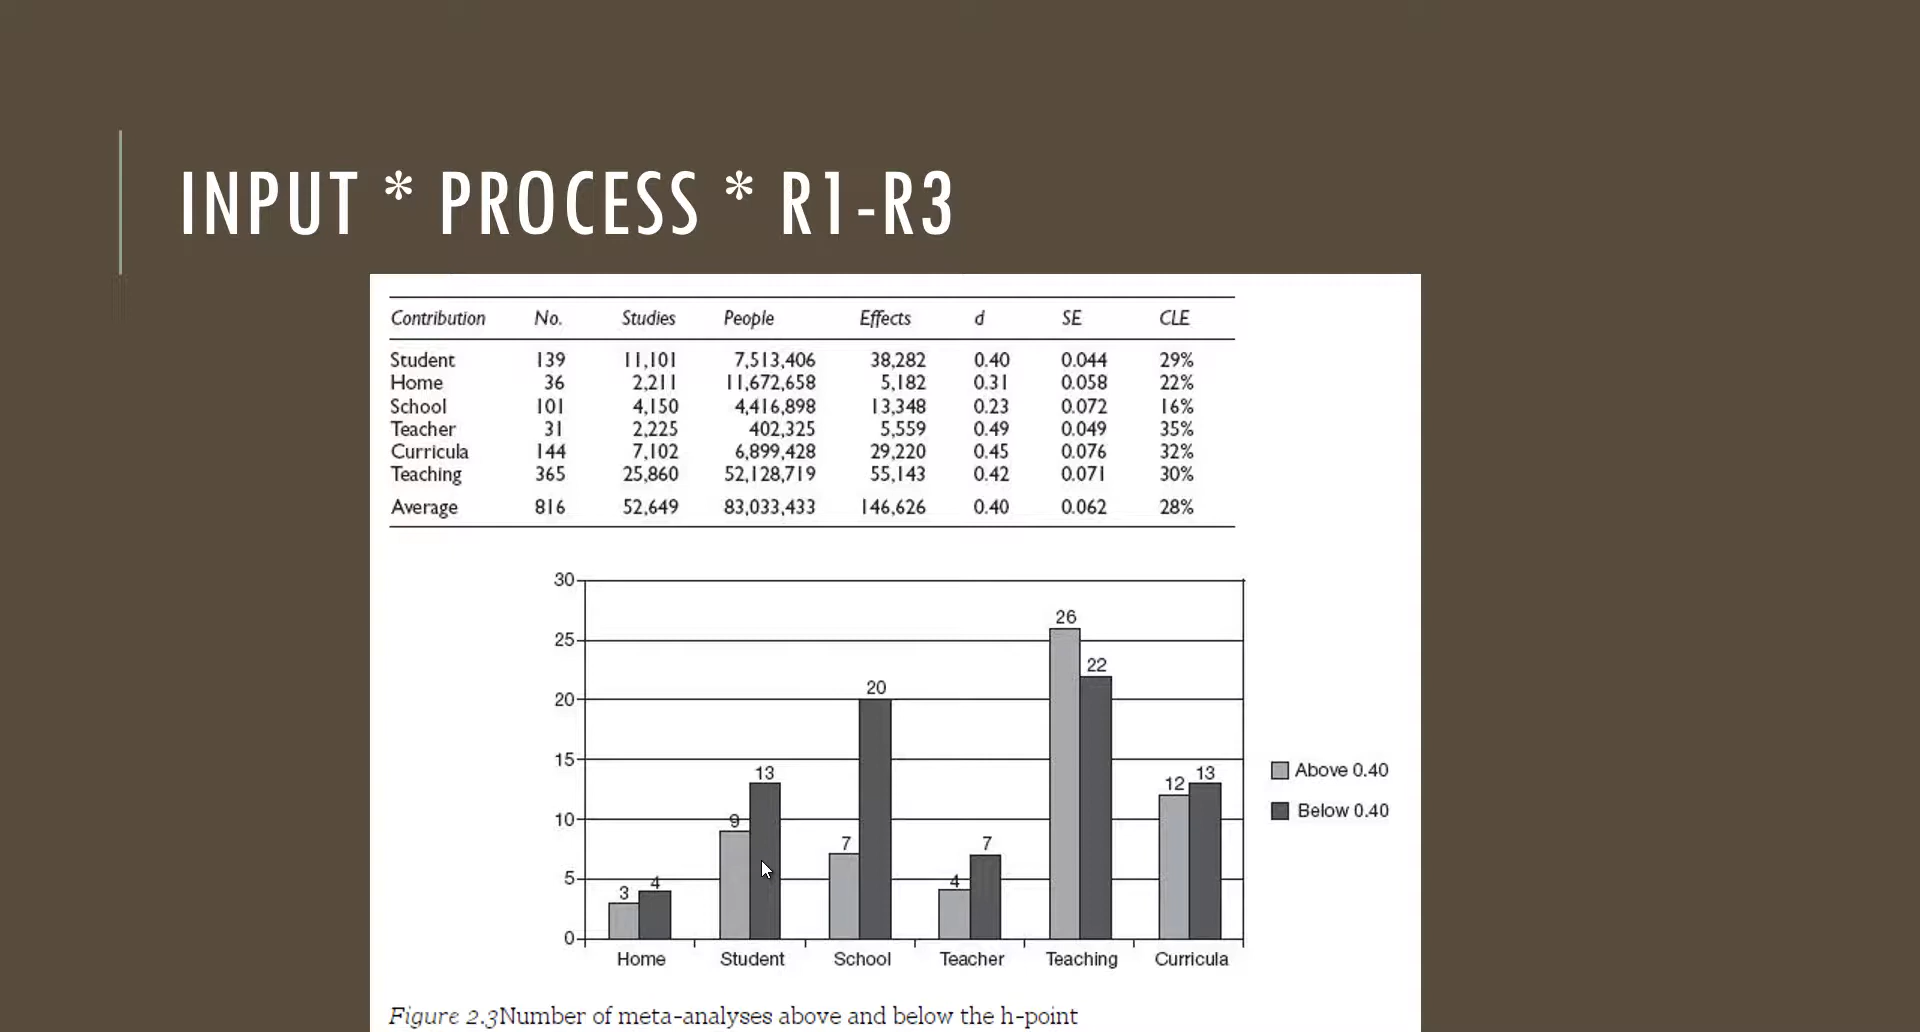 INPUT * PROCESS * R1-R3
Contribution No. Studies People Effects d SE CLE
Student 139 11,101 7,513,406 38,282 0.40 0.044 29%
Home 36 2,211 11,672,658 5,182 0.31 0.058 22%
School 101 4,150 4,416,898 13,348 0.23 0.072 16%
Teacher 31 2,225 402,325 5,559 0.49 0.049 35%
Curricula 144 7,102 6,899,428 29,220 0.45 0.076 32%
Teaching 365 25,860 52,128,719 55,143 0.42 0.071 30%
Average 816 52,649 83,033,433 146,626 0.40 0.062 28%
30
26
25
22
20
20
15
13
12 13
Above 0.40
Below 0.40
10
9
7
7
5
3 4
4
0
Home Student School Teacher Teaching Curricula
Figure 2.3Number of meta-analyses above and below the h-point